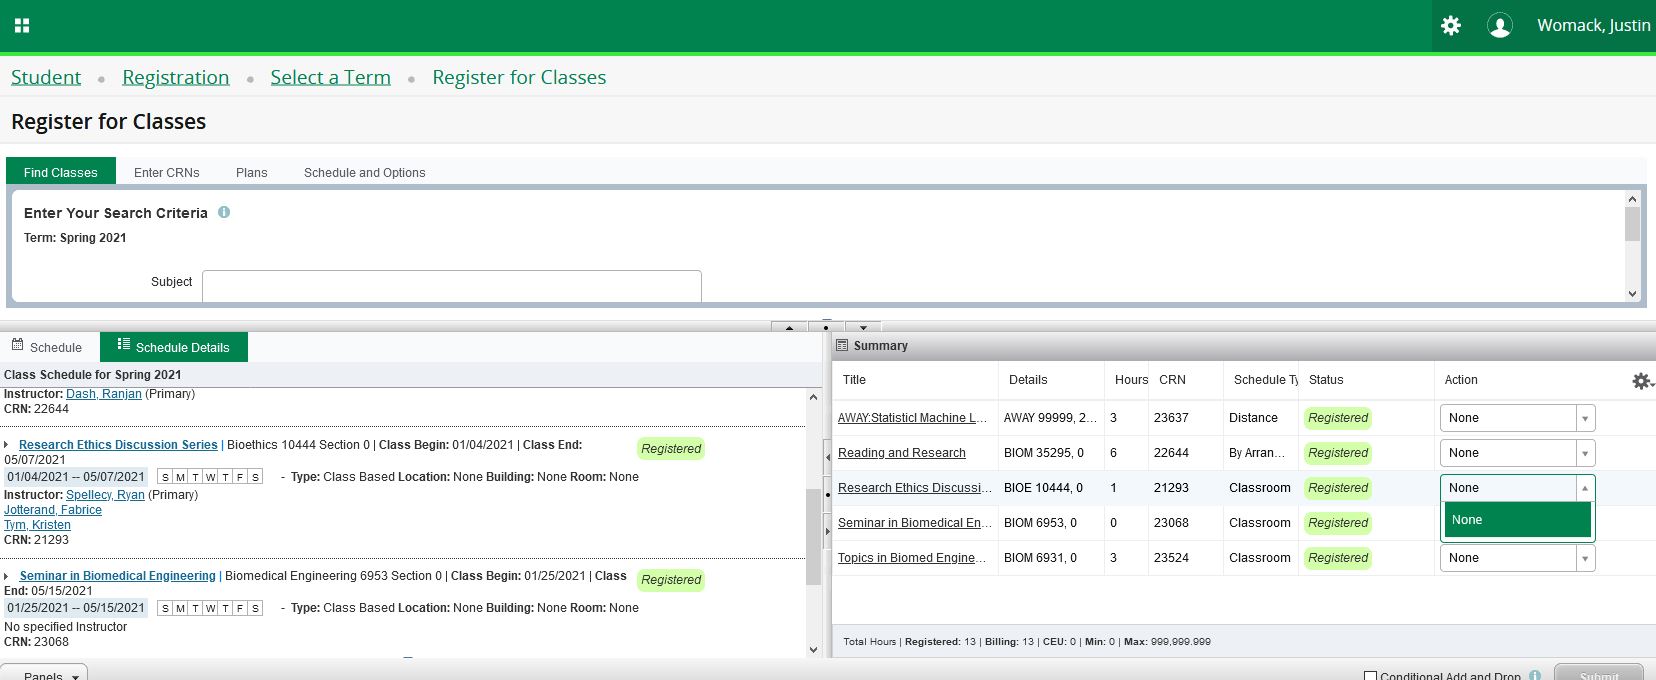 Womack, Justin
Student • Registration • Select a Term • Register for Classes
Register for Classes
Find Classes Enter CRNs Plans Schedule and Options
Enter Your Search Criteria
Term: Spring 2021
Subject
Schedule Schedule Details
Class Schedule for Spring 2021
Instructor: Dash, Ranjan (Primary)
CRN: 22644
Research Ethics Discussion Series | Bioethics 10444 Section 0 | Class Begin: 01/04/2021 | Class End:
05/07/2021
Registered
01/04/2021 -- 05/07/2021 S M T W T F S - Type: Class Based Location: None Building: None Room: None
Instructor: Spellecy, Ryan (Primary)
Jotterand, Fabrice
Tym, Kristen
CRN: 21293
Seminar in Biomedical Engineering | Biomedical Engineering 6953 Section 0 | Class Begin: 01/25/2021 | Class
End: 05/15/2021
Registered
01/25/2021 -- 05/15/2021 S M T W T F S - Type: Class Based Location: None Building: None Room: None
No specified Instructor
CRN: 23068
Summary
Title Details Hours CRN Schedule Ty Status Action
AWAY:Statisticl Machine L... AWAY 99999, 2... 3 23637 Distance Registered None
Reading and Research BIOM 35295, 0 6 22644 By Arran... Registered None
Research Ethics Discussi... BIOE 10444, 0 1 21293 Classroom Registered None
Seminar in Biomedical En... BIOM 6953, 0 0 23068 Classroom Registered None
Topics in Biomed Engine... BIOM 6931, 0 3 23524 Classroom Registered None
Total Hours | Registered: 13 | Billing: 13 | CEU: 0 | Min: 0 | Max: 999,999.999
Panels
Conditional Add and Drop
Submit